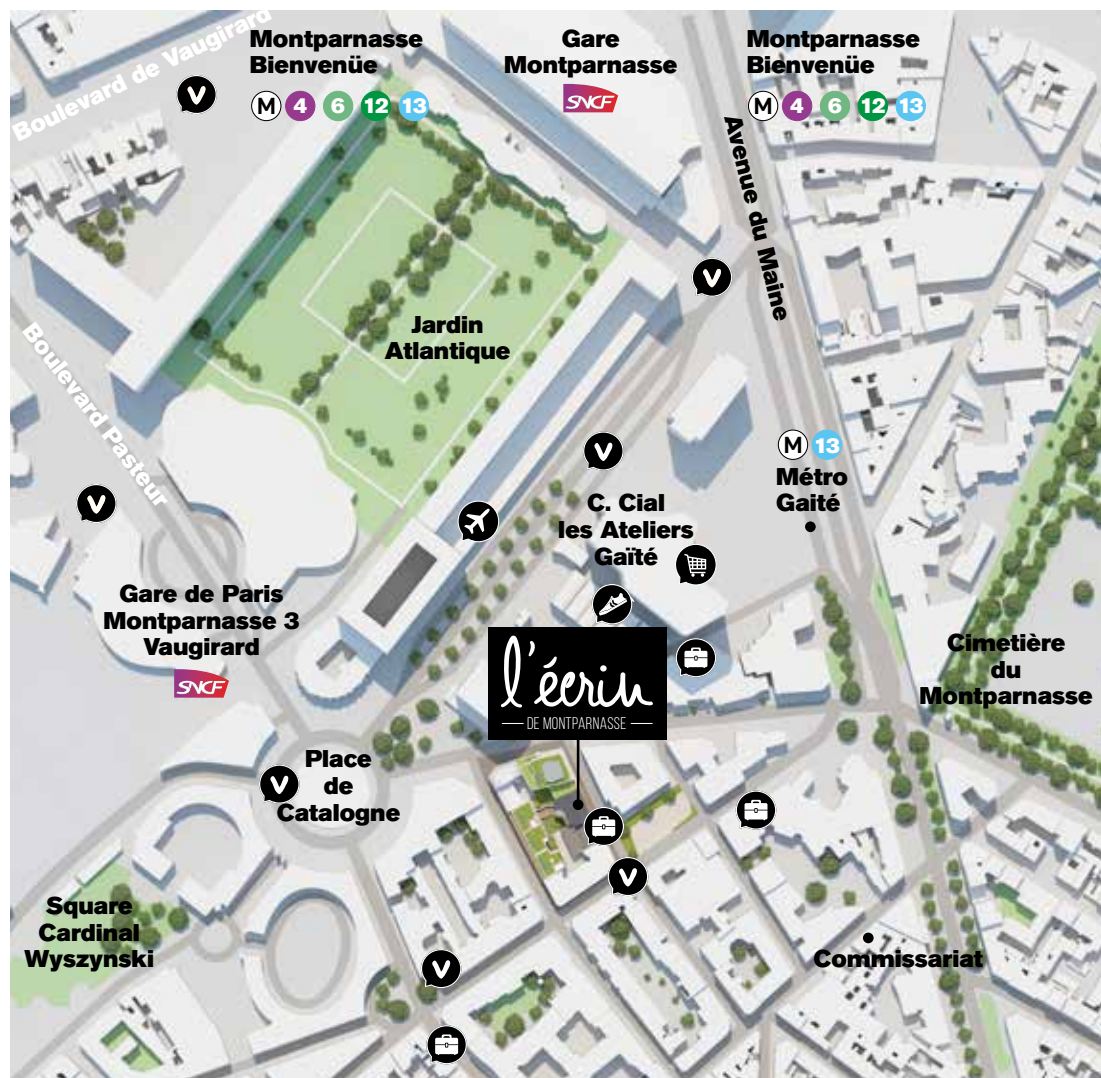 Boulevard de Vaugirard
Montparnasse
Bienvenüe
M 4 6 12 13
Gare
Montparnasse
SNCF
Montparnasse
Bienvenüe
M 4 6 12 13
V
Avenue du Maine
V
Jardin
Atlantique
Boulevard Pasteur
M 13
Métro
Gaité
V
V
C. Cial
les Ateliers
Gaïté
Gare de Paris
Montparnasse 3
Vaugirard
SNCF
l'écrin
DE MONTPARNASSE
Cimetière
du
Montparnasse
Place
de
Catalogne
V
V
Square
Cardinal
Wyszynski
V
Commissariat